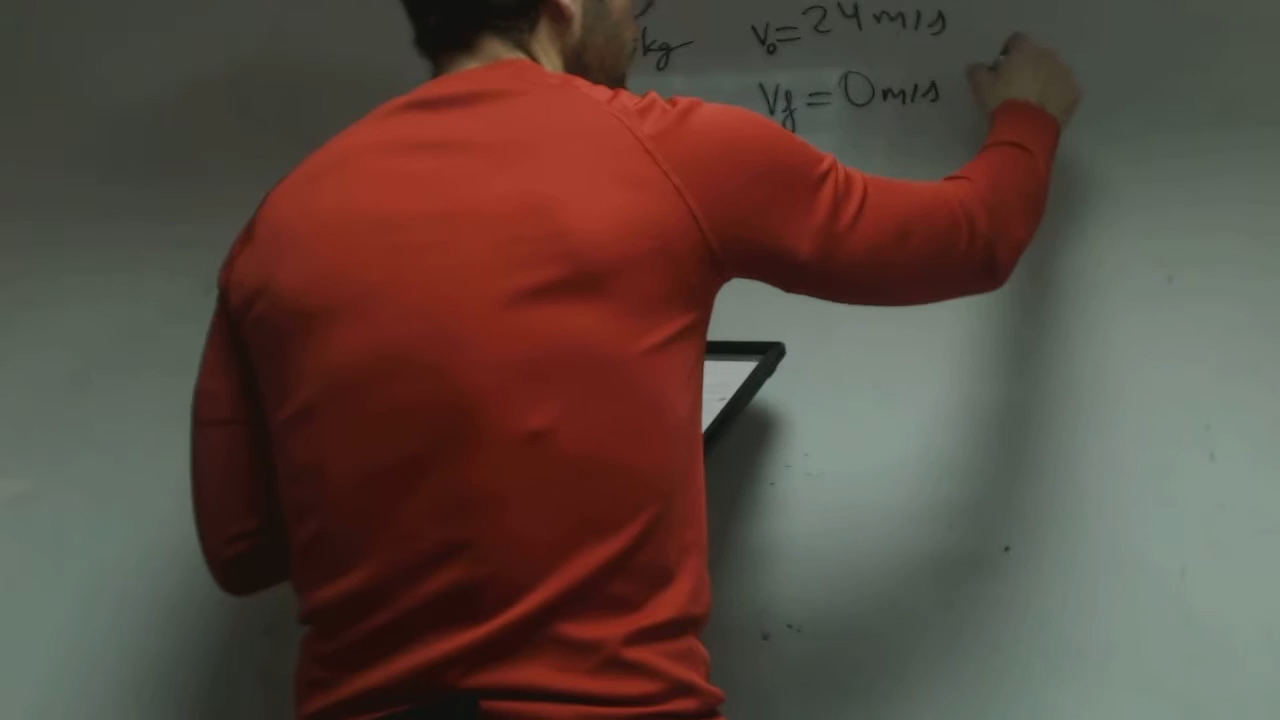 kg v₀= 24 m/s
Vf = 0 m/s